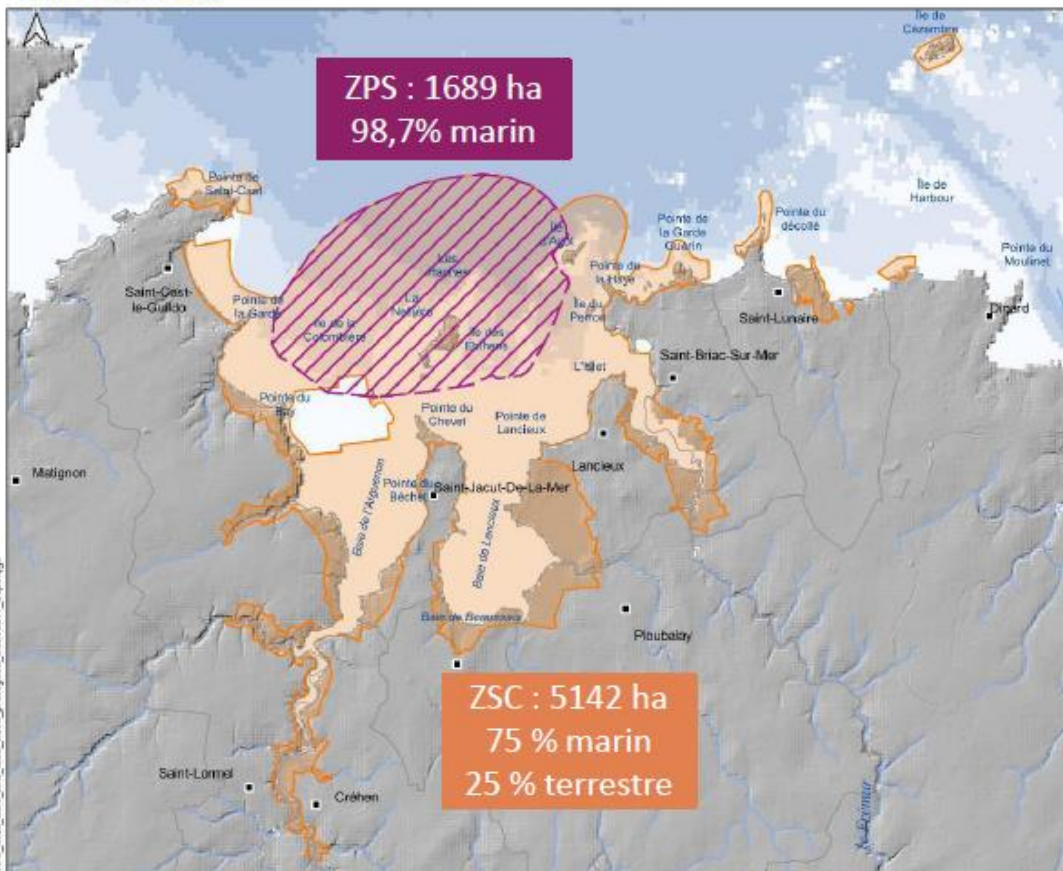 Île de
Cézembre
ZPS : 1689 ha
98,7% marin
Pointe de
Saint-Cast
Île de
Harbour
Pointe du
décollé
Pointe de
la Garde
Guérin
Île
d'Agot
Pointe du
Moulinet
Les
Haches
Pointe de
la Haye
Saint-Cast-
le-Guildo
Pointe de
la Garde
La
Nellière
Île du
Perron
Dinard
Saint-Lunaire
Île de la
Colombière
Île des
Ebihens
Saint-Briac-Sur-Mer
L'Islet
Pointe du
Bay
Pointe du
Chevet
Pointe de
Lancieux
Lancieux
Matignon
Pointe du
Béchet
Saint-Jacut-De-La-Mer
Baie de l'Arguenon
Baie de Lancieux
Baie de Beaussais
Ploubalay
ZSC : 5142 ha
75 % marin
25 % terrestre
Saint-Lormel
Créhen
le Frémur